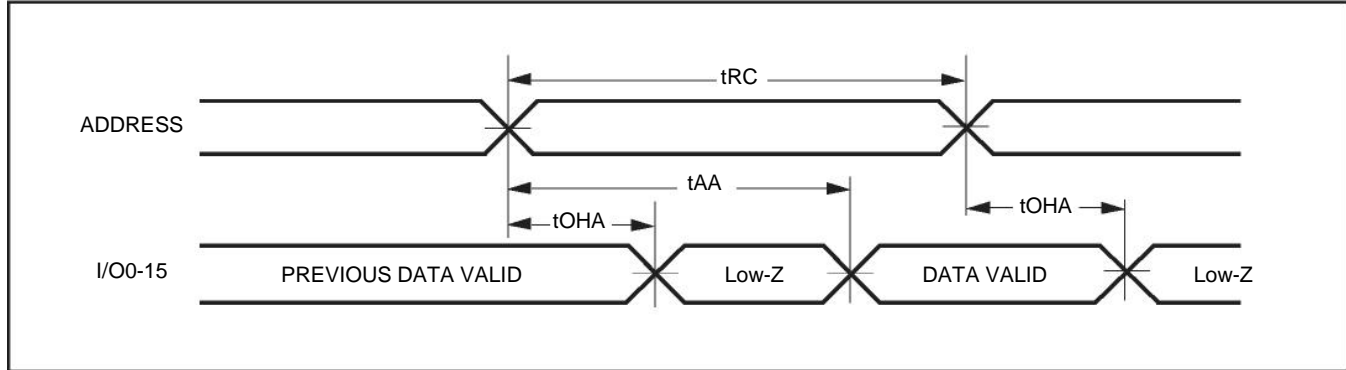 tRC
ADDRESS
tAA
tOHA
tOHA
I/O0-15
PREVIOUS DATA VALID
Low-Z
DATA VALID
Low-Z